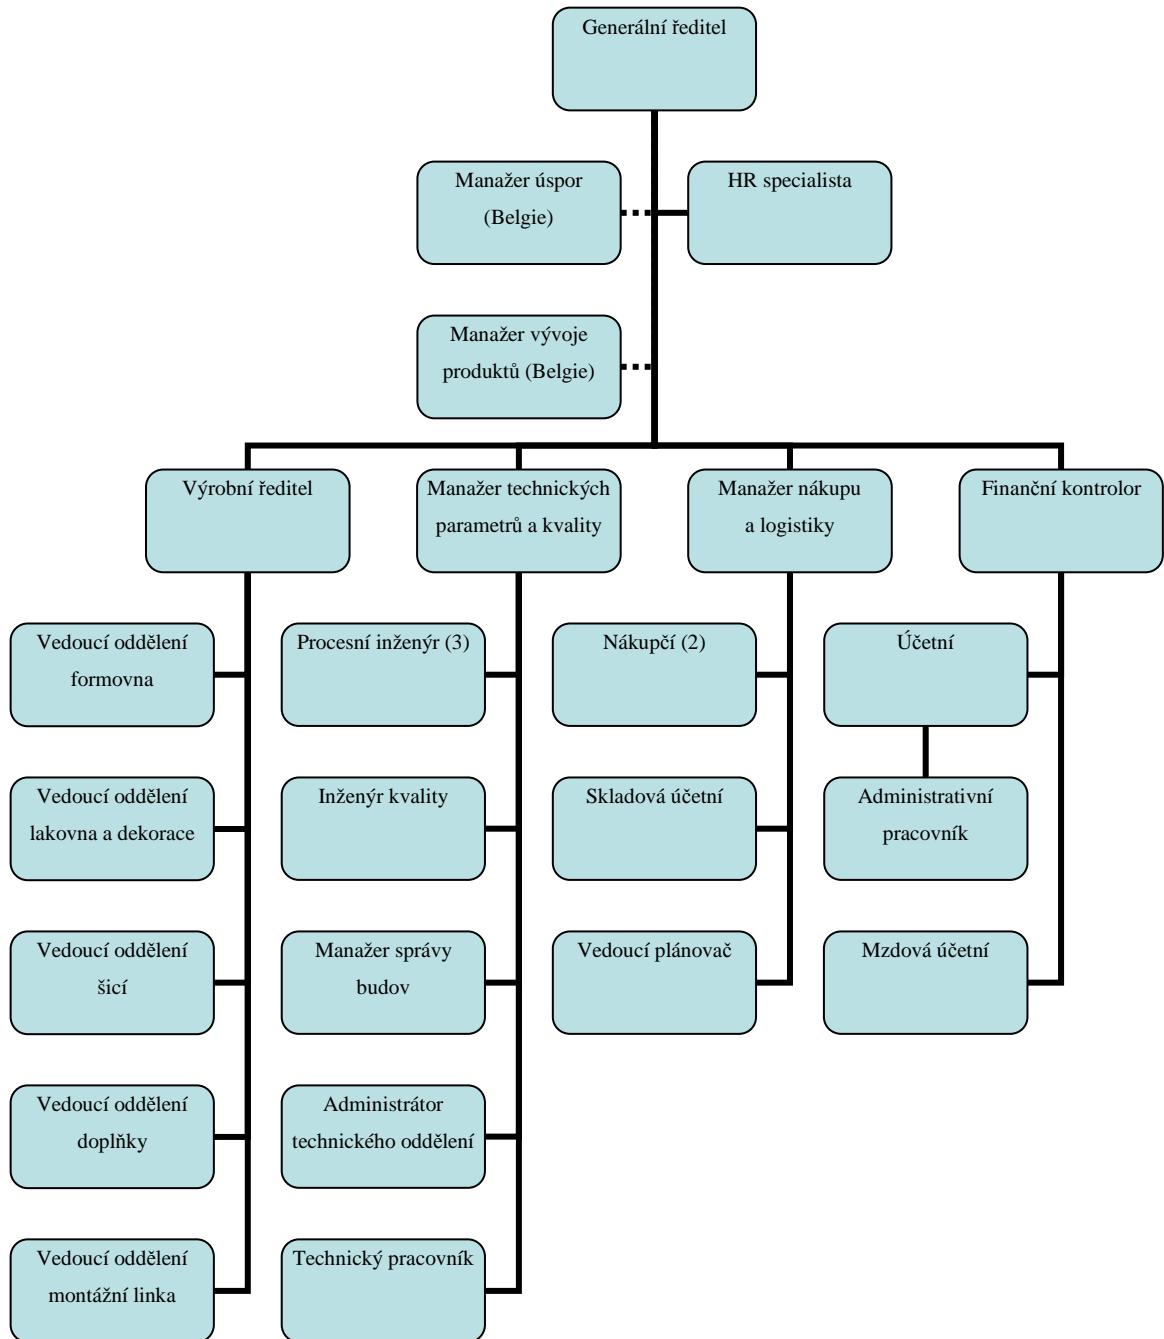 Generální ředitel
Manažer úspor
(Belgie)
HR specialista
Manažer vývoje
produktů (Belgie)
Výrobní ředitel
Manažer technických
parametrů a kvality
Manažer nákupu
a logistiky
Finanční kontrolor
Vedoucí oddělení
formovna
Procesní inženýr (3)
Nákupčí (2)
Účetní
Vedoucí oddělení
lakovna a dekorace
Inženýr kvality
Skladová účetní
Administrativní
pracovník
Vedoucí oddělení
šicí
Manažer správy
budov
Vedoucí plánovač
Mzdová účetní
Vedoucí oddělení
doplňky
Administrátor
technického oddělení
Vedoucí oddělení
montážní linka
Technický pracovník